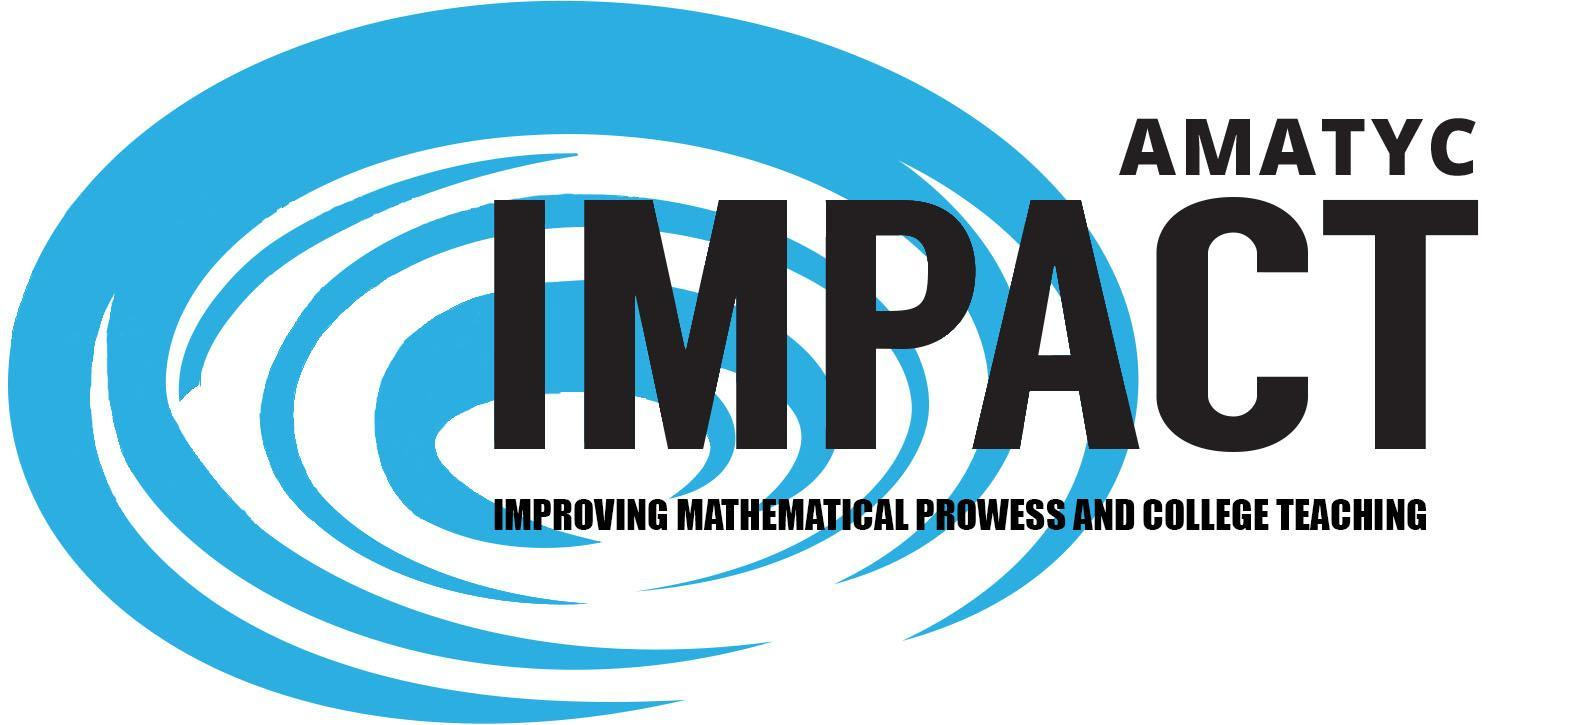 AMATYC
IMPACT
IMPROVING MATHEMATICAL PROWESS AND COLLEGE TEACHING